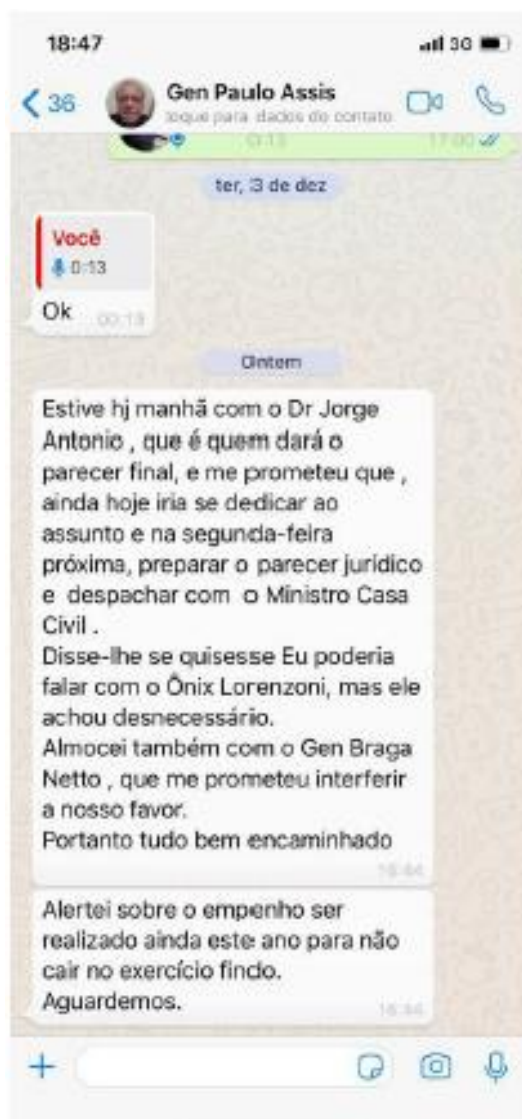 18:47
3G
36
Gen Paulo Assis
toque para dados do contato
0:13
17:00
ter, 3 de dez
Você
0:13
Ok
00:13
Ontem
Estive hj manhã com o Dr Jorge
Antonio , que é quem dará o
parecer final, e me prometeu que ,
ainda hoje iria se dedicar ao
assunto e na segunda-feira
próxima, preparar o parecer jurídico
e despachar com o Ministro Casa
Civil .
Disse-lhe se quisesse Eu poderia
falar com o Ônix Lorenzoni, mas ele
achou desnecessário.
Almocei também com o Gen Braga
Netto , que me prometeu interferir
a nosso favor.
Portanto tudo bem encaminhado
Alertei sobre o empenho ser
realizado ainda este ano para não
cair no exercício findo.
Aguardemos.